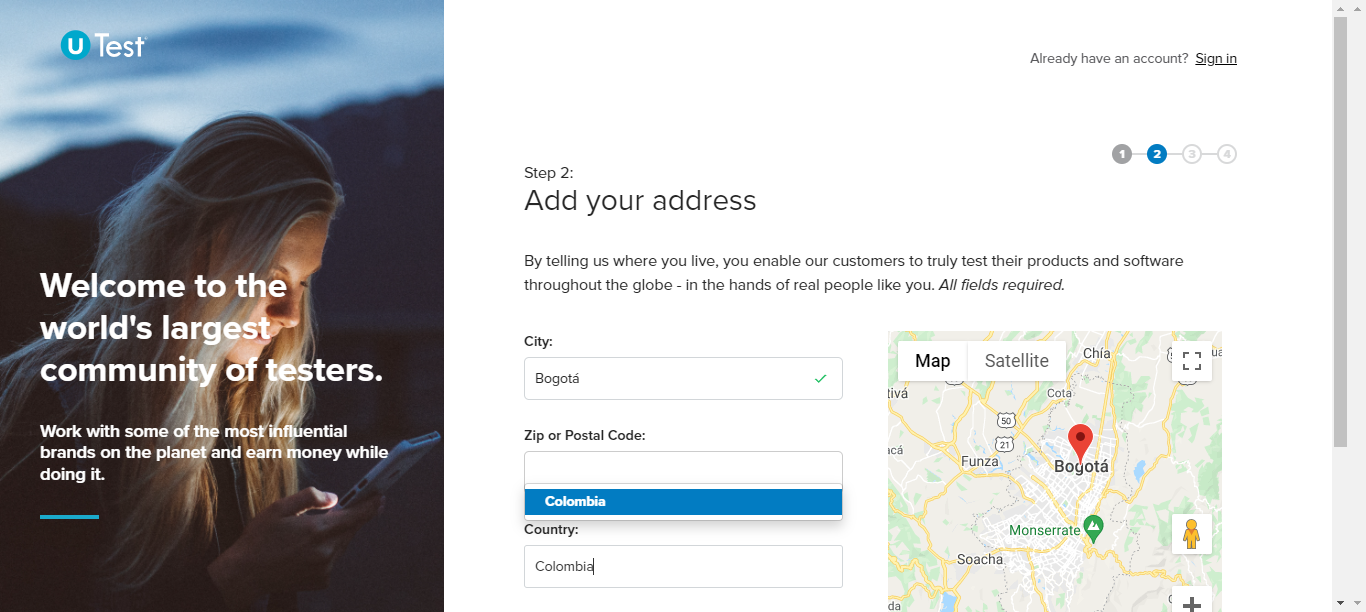 U Test
Welcome to the
world's largest
community of testers.
Work with some of the most influential
brands on the planet and earn money while
doing it.
Already have an account? Sign in
1 2 3 4
Step 2:
Add your address
By telling us where you live, you enable our customers to truly test their products and software
throughout the globe - in the hands of real people like you. All fields required.
City:
Bogotá
Zip or Postal Code:
Colombia
Country:
Colombia
Map Satellite
Chía
Cota
50
21
Funza
Bogotá
Monserrate
Soacha